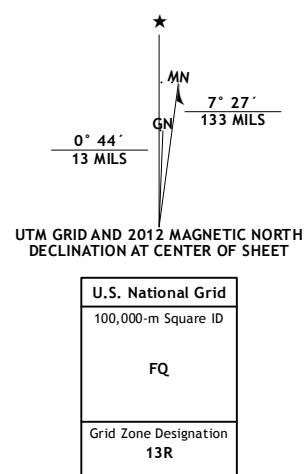 ★
MN
GN
7° 27´
133 MILS
0° 44´
13 MILS
UTM GRID AND 2012 MAGNETIC NORTH
DECLINATION AT CENTER OF SHEET
U.S. National Grid
100,000-m Square ID
FQ
Grid Zone Designation
13R